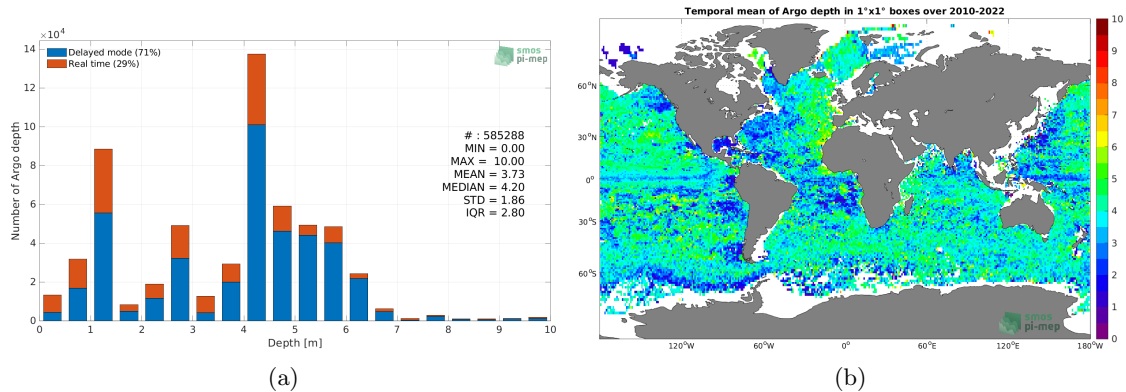 ×10⁴
14
12
10
8
6
4
2
0
Number of Argo depth
Delayed mode (71%)
Real time (29%)
smos
pi-mep
# : 585288
MIN = 0.00
MAX = 10.00
MEAN = 3.73
MEDIAN = 4.20
STD = 1.86
IQR = 2.80
0 1 2 3 4 5 6 7 8 9 10
Depth [m]
(a)
Temporal mean of Argo depth in 1°x1° boxes over 2010-2022
60°N
30°N
0°
30°S
60°S
120°W 60°W 0° 60°E 120°E 180°W
smos
pi-mep
10
9
8
7
6
5
4
3
2
1
0
(b)